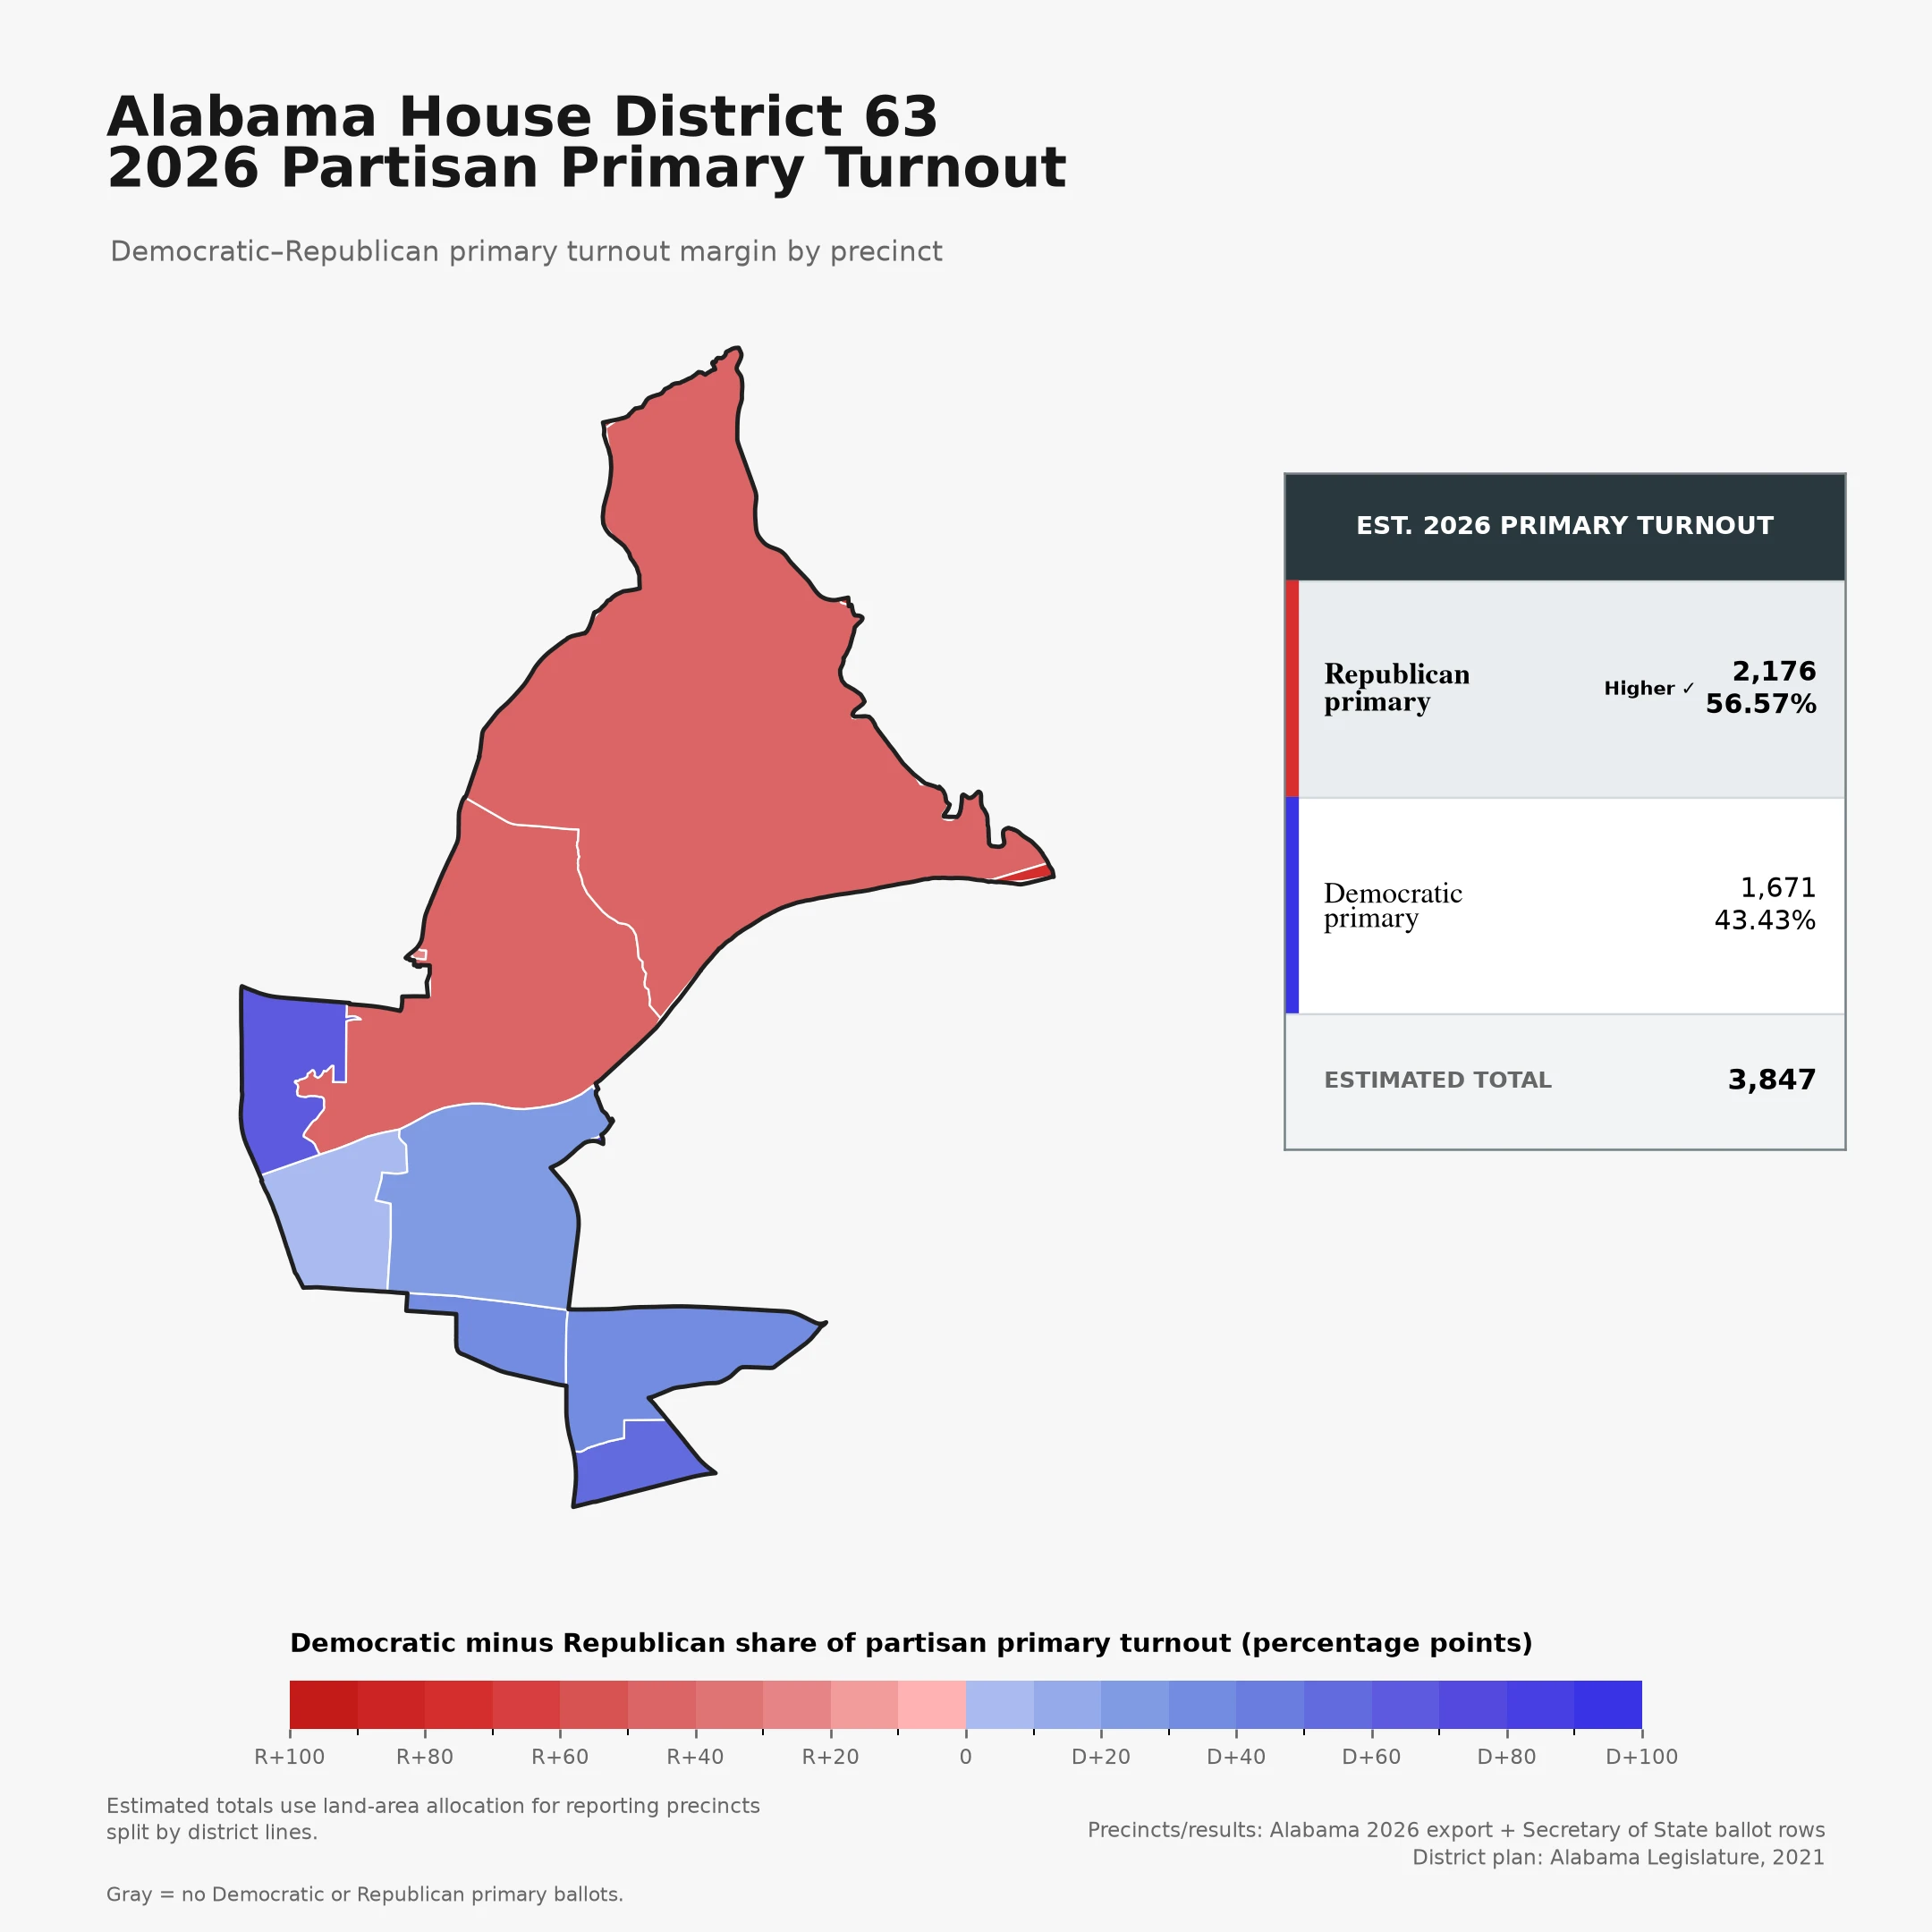 Alabama House District 63
2026 Partisan Primary Turnout
Democratic–Republican primary turnout margin by precinct
EST. 2026 PRIMARY TURNOUT
Republican
primary
Higher ✓
2,176
56.57%
Democratic
primary
1,671
43.43%
ESTIMATED TOTAL
3,847
Democratic minus Republican share of partisan primary turnout (percentage points)
R+100 R+80 R+60 R+40 R+20 0 D+20 D+40 D+60 D+80 D+100
Estimated totals use land-area allocation for reporting precincts
split by district lines.
Gray = no Democratic or Republican primary ballots.
Precincts/results: Alabama 2026 export + Secretary of State ballot rows
District plan: Alabama Legislature, 2021